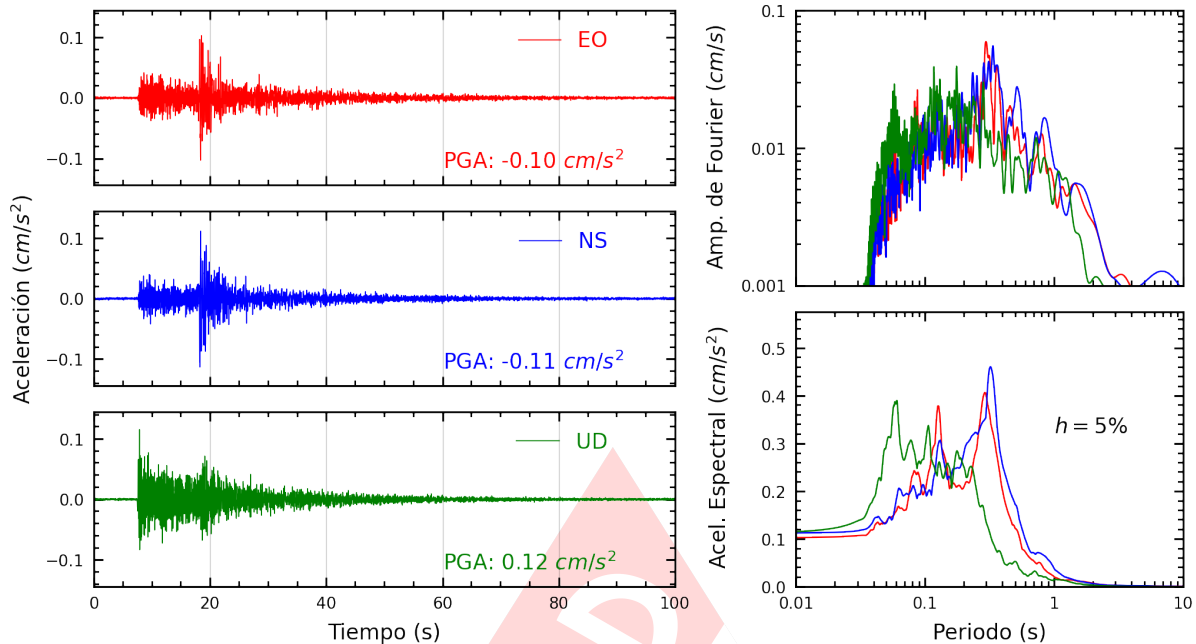 Aceleración (cm/s²)
0.1
0.0
−0.1
EO
PGA: -0.10 cm/s²
0.1
0.0
−0.1
NS
PGA: -0.11 cm/s²
0.1
0.0
−0.1
UD
PGA: 0.12 cm/s²
0 20 40 60 80 100
Tiempo (s)
Amp. de Fourier (cm/s)
0.1
0.01
0.001
Acel. Espectral (cm/s²)
0.5
0.4
0.3
0.2
0.1
0.0
h = 5%
0.01 0.1 1 10
Periodo (s)